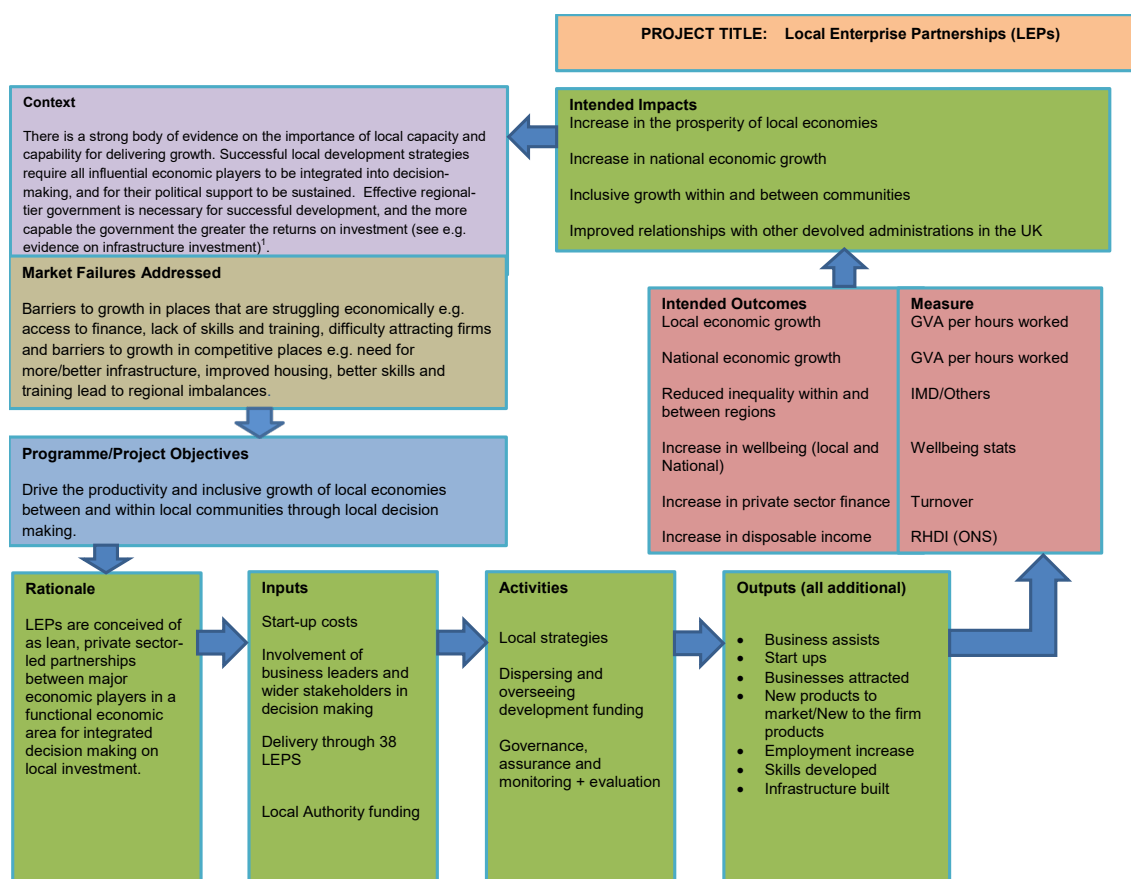 PROJECT TITLE: Local Enterprise Partnerships (LEPs)
Context
There is a strong body of evidence on the importance of local capacity and
capability for delivering growth. Successful local development strategies
require all influential economic players to be integrated into decision-
making, and for their political support to be sustained. Effective regional-
tier government is necessary for successful development, and the more
capable the government the greater the returns on investment (see e.g.
evidence on infrastructure investment)¹.
Intended Impacts
Increase in the prosperity of local economies
Increase in national economic growth
Inclusive growth within and between communities
Improved relationships with other devolved administrations in the UK
Market Failures Addressed
Barriers to growth in places that are struggling economically e.g.
access to finance, lack of skills and training, difficulty attracting firms
and barriers to growth in competitive places e.g. need for
more/better infrastructure, improved housing, better skills and
training lead to regional imbalances.
Intended Outcomes
Local economic growth
National economic growth
Reduced inequality within and
between regions
Increase in wellbeing (local and
National)
Increase in private sector finance
Increase in disposable income
Measure
GVA per hours worked
GVA per hours worked
IMD/Others
Wellbeing stats
Turnover
RHDI (ONS)
Programme/Project Objectives
Drive the productivity and inclusive growth of local economies
between and within local communities through local decision
making.
Rationale
LEPs are conceived of
as lean, private sector-
led partnerships
between major
economic players in a
functional economic
area for integrated
decision making on
local investment.
Inputs
Start-up costs
Involvement of
business leaders and
wider stakeholders in
decision making
Delivery through 38
LEPS
Local Authority funding
Activities
Local strategies
Dispersing and
overseeing
development funding
Governance,
assurance and
monitoring + evaluation
Outputs (all additional)
• Business assists
• Start ups
• Businesses attracted
• New products to
market/New to the firm
products
• Employment increase
• Skills developed
• Infrastructure built